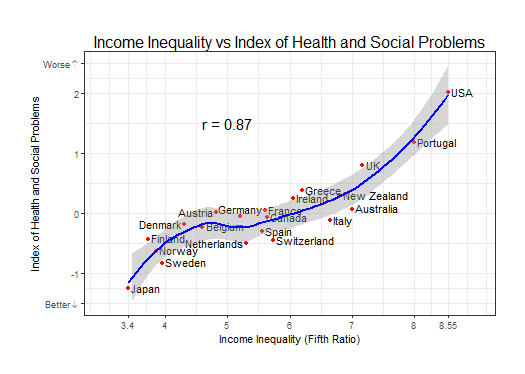 Income Inequality vs Index of Health and Social Problems
Worse↑
2
1
0
-1
Better↓
Index of Health and Social Problems
r = 0.87
USA
Portugal
UK
Greece
Ireland
New Zealand
Austria
Germany
France
Australia
Canada
Denmark
Belgium
Italy
Spain
Finland
Netherlands
Switzerland
Norway
Sweden
Japan
3.4 4 5 6 7 8 8.55
Income Inequality (Fifth Ratio)